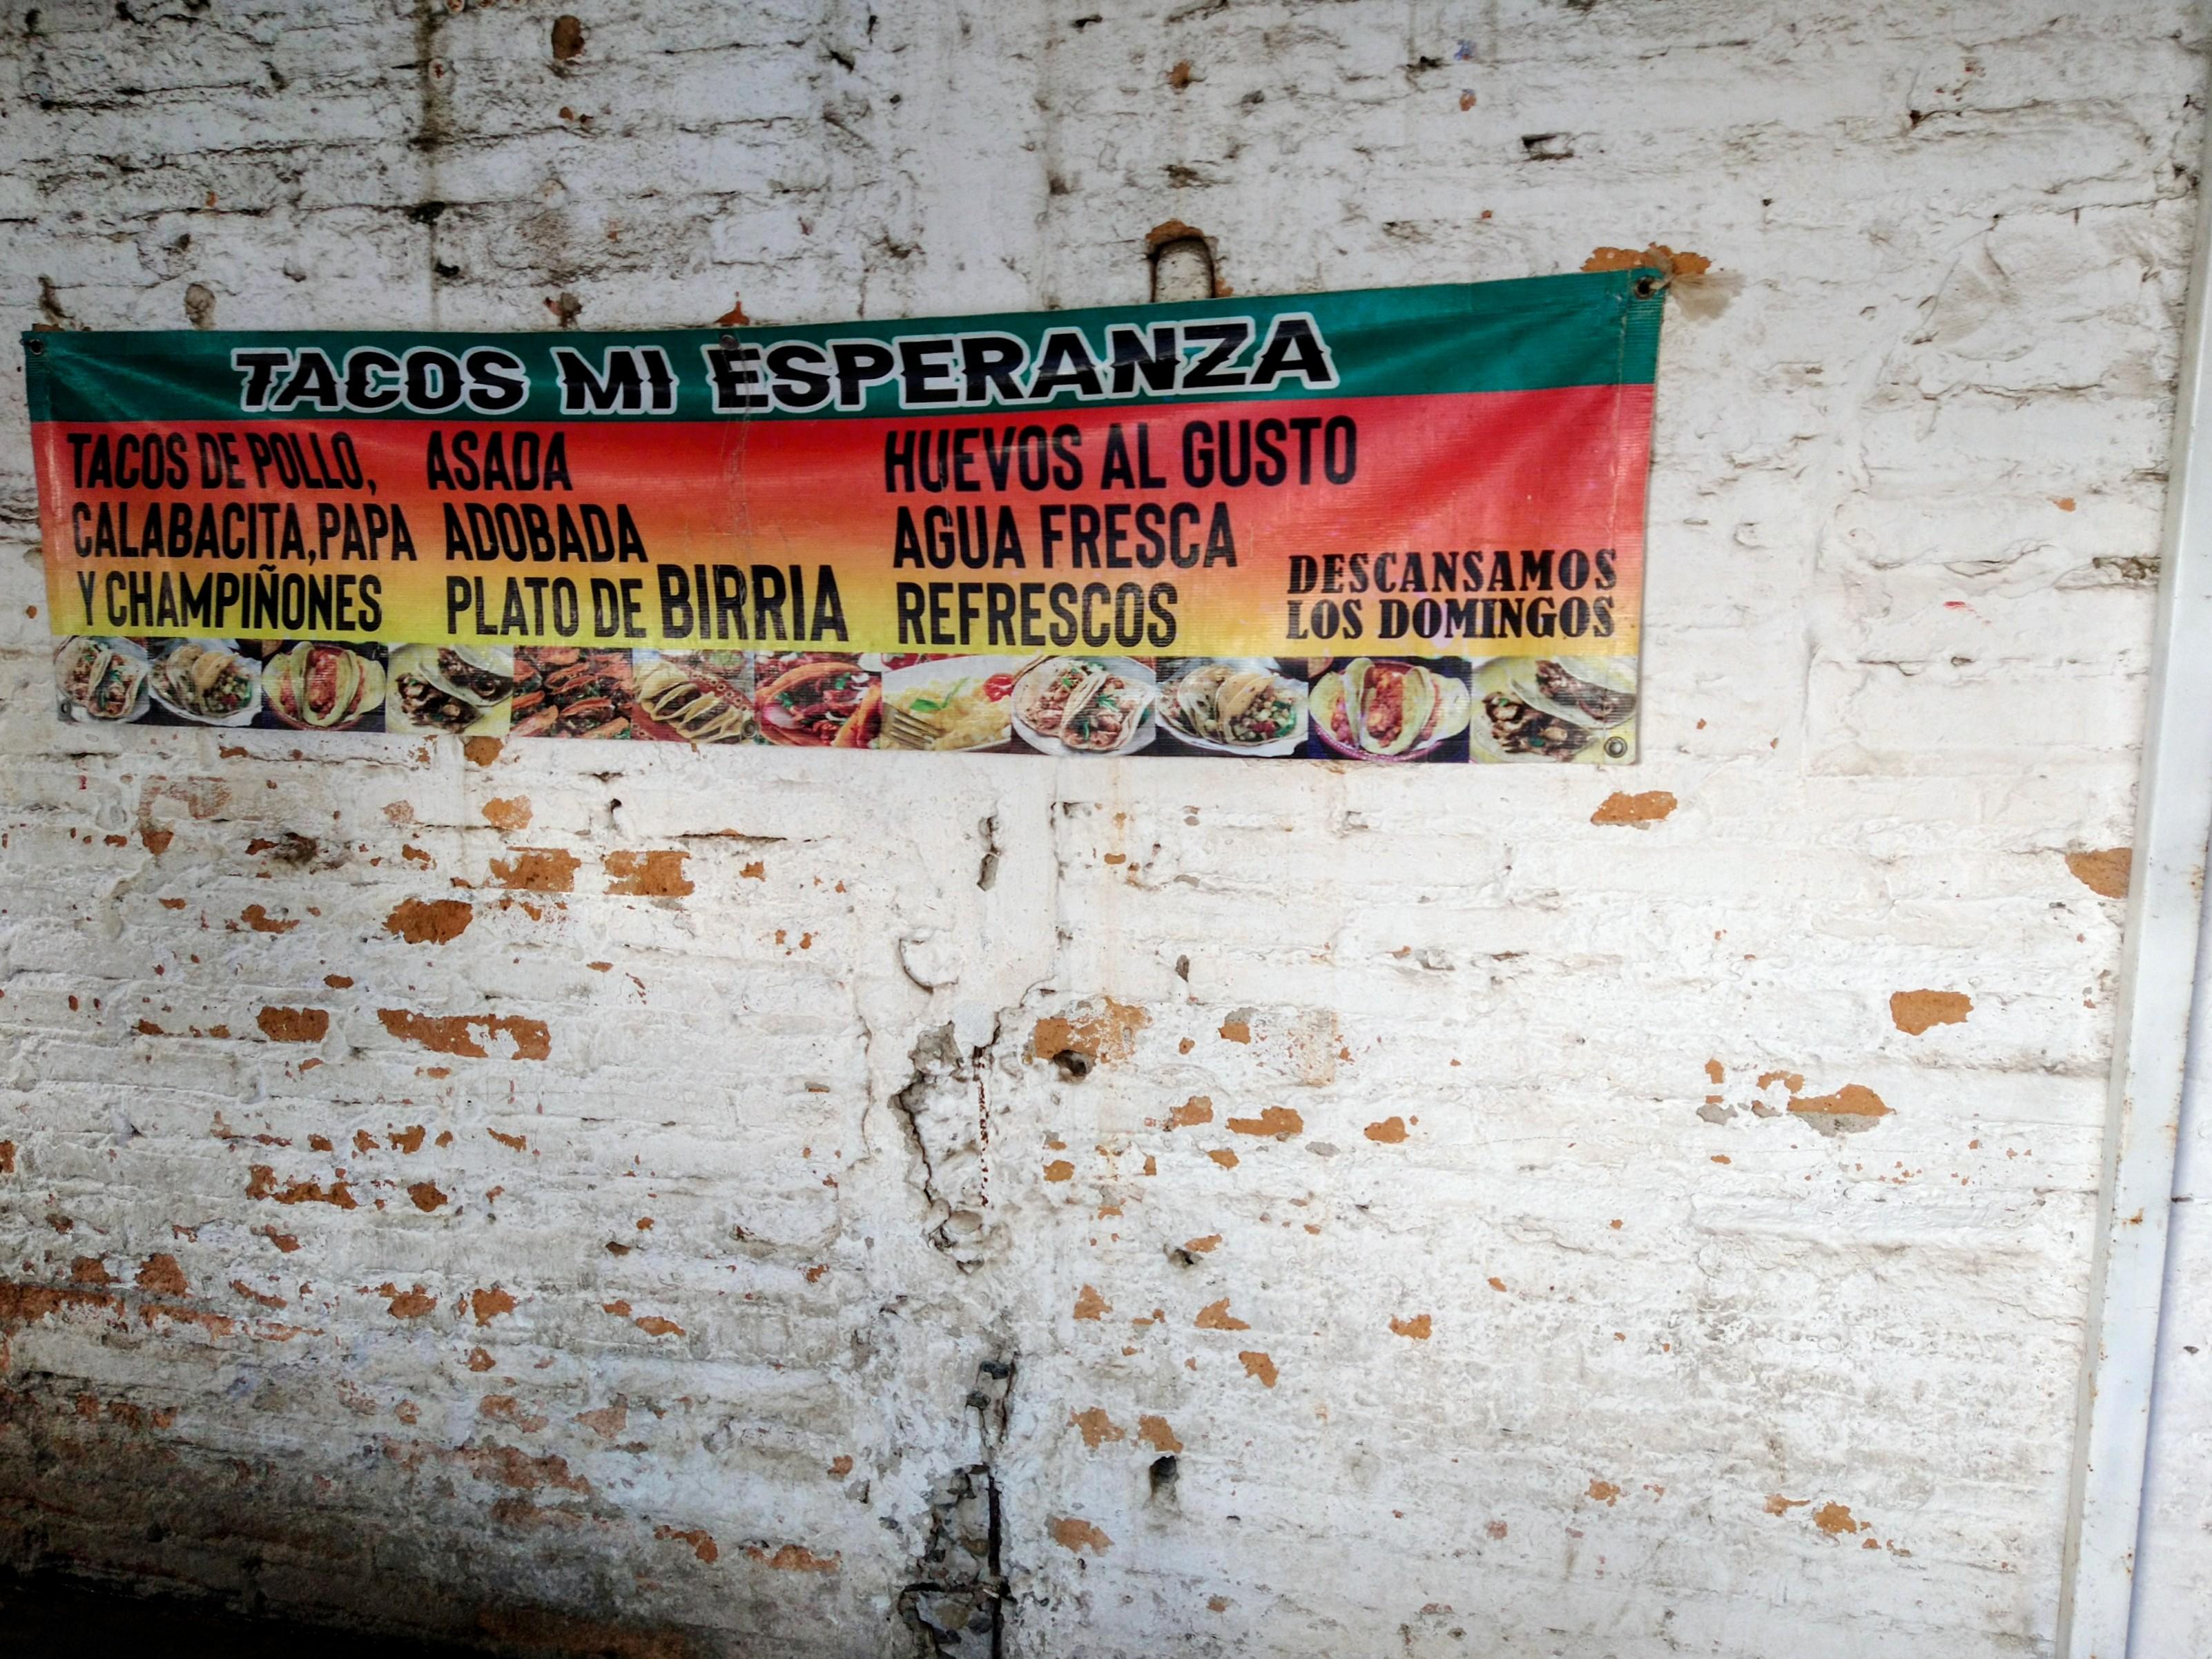 TACOS MI ESPERANZA
TACOS DE POLLO,
CALABACITA,PAPA
Y CHAMPIÑONES
ASADA
ADOBADA
PLATO DE BIRRIA
HUEVOS AL GUSTO
AGUA FRESCA
REFRESCOS
DESCANSAMOS
LOS DOMINGOS